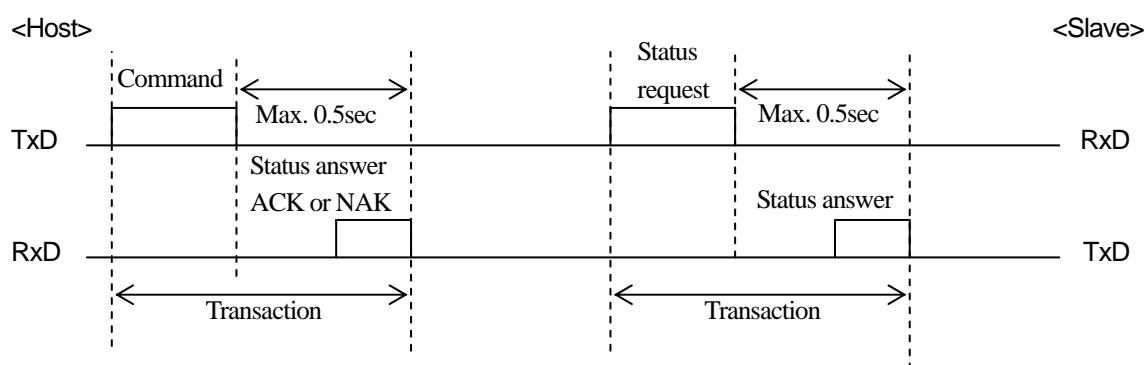 <Host>
<Slave>
Command
Max. 0.5sec
Status
request
Max. 0.5sec
TxD
RxD
Status answer
ACK or NAK
Status answer
RxD
TxD
Transaction
Transaction